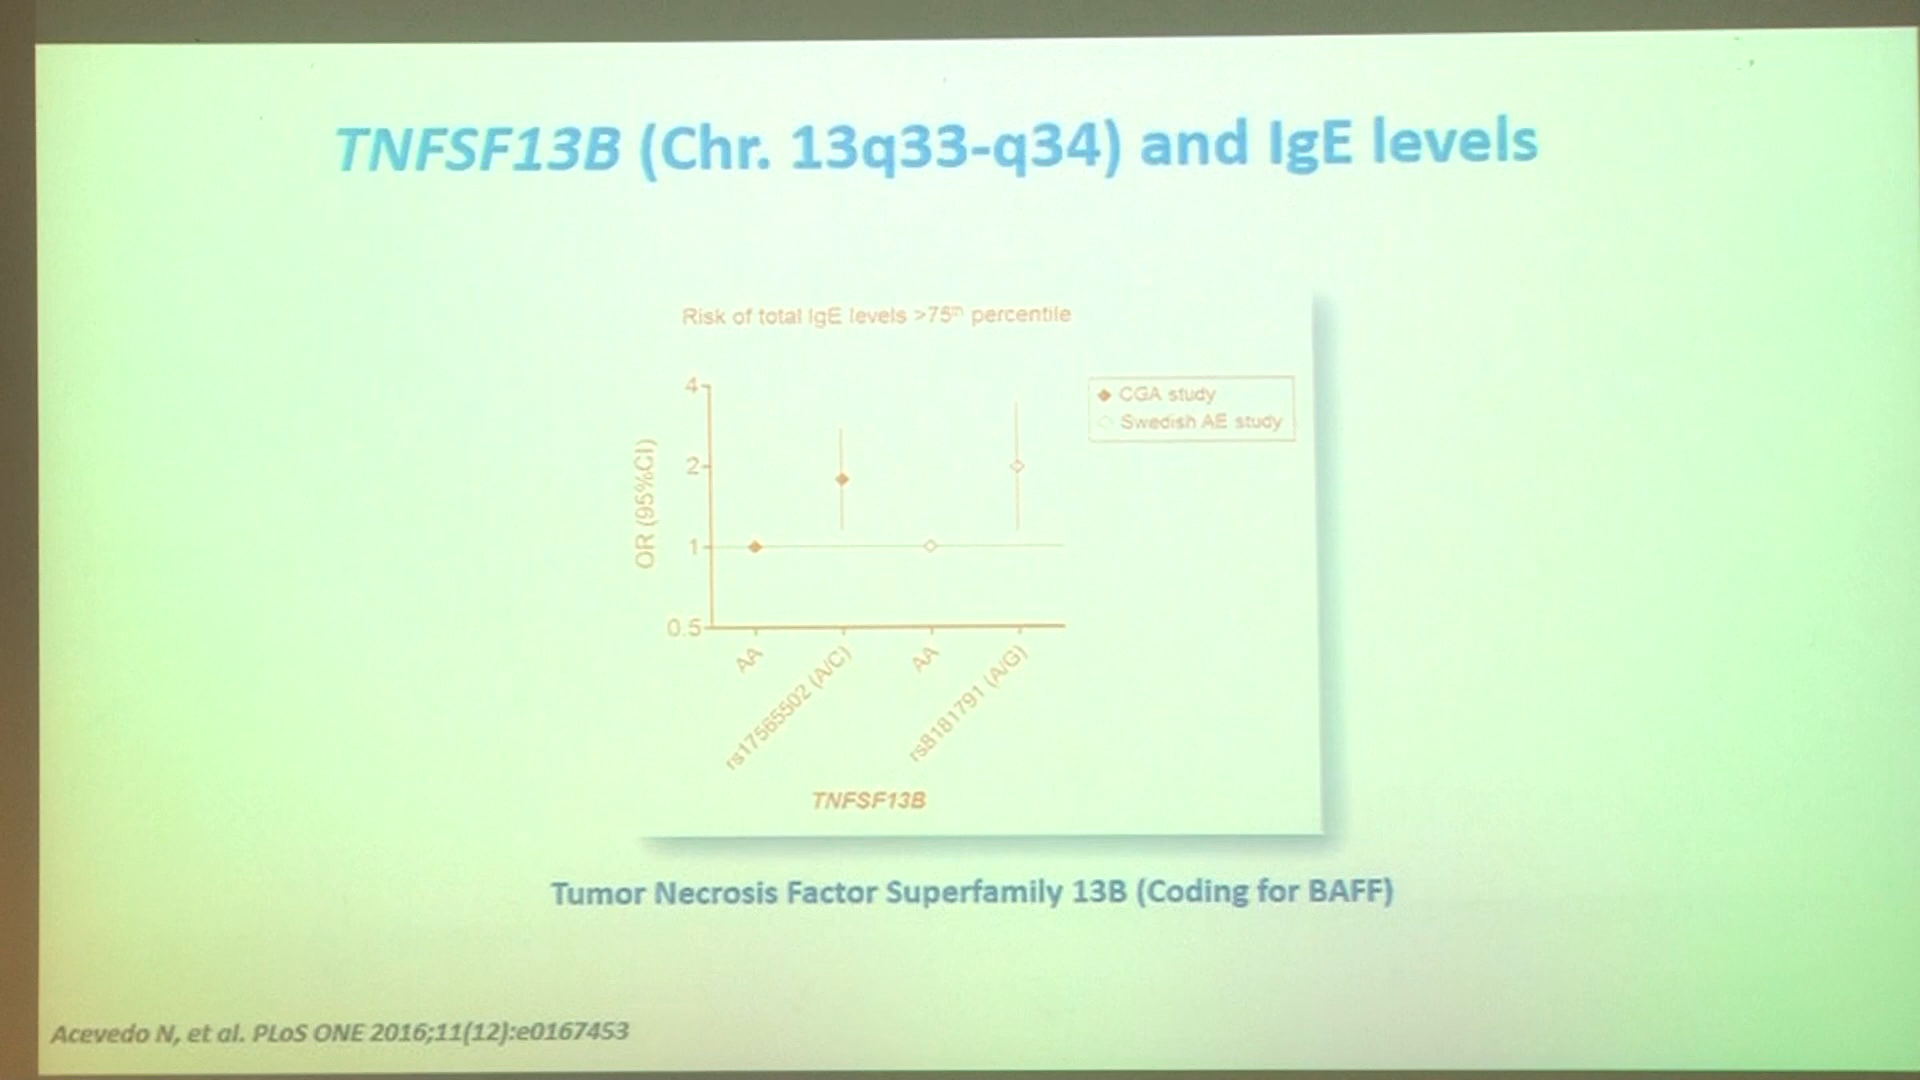 TNFSF13B (Chr. 13q33-q34) and IgE levels
Risk of total IgE levels >75th percentile
CGA study
Swedish AE study
OR (95%CI)
4
2
1
0.5
AA
rs17565502 (A/C)
AA
rs8181791 (A/G)
TNFSF13B
Tumor Necrosis Factor Superfamily 13B (Coding for BAFF)
Acevedo N, et al. PLoS ONE 2016;11(12):e0167453